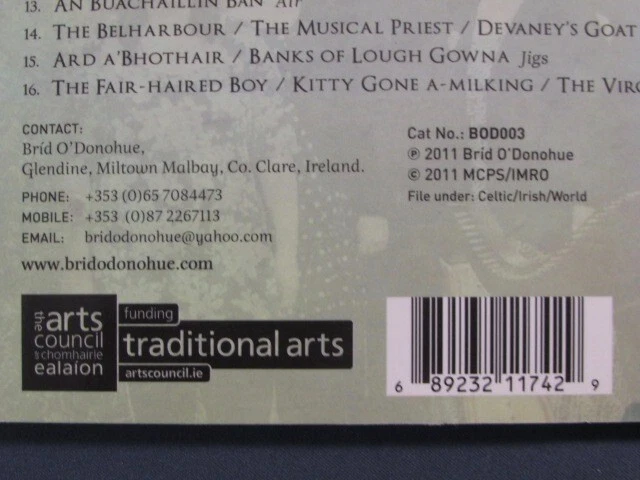 13. AN BUACHAILLÍN BÁN Air
14. THE BELHARBOUR / THE MUSICAL PRIEST / DEVANEY'S GOAT
15. ARD A'BHOTHAIR / BANKS OF LOUGH GOWNA Jigs
16. THE FAIR-HAIRED BOY / KITTY GONE A-MILKING / THE
CONTACT:
Bríd O'Donohue,
Glendine, Miltown Malbay, Co. Clare, Ireland.
PHONE: +353 (0)65 7084473
MOBILE: +353 (0)87 2267113
EMAIL: bridodonohue@yahoo.com
www.bridodonohue.com
Cat No.: BOD003
℗ 2011 Bríd O'Donohue
© 2011 MCPS/IMRO
File under: Celtic/Irish/World
the arts
council
chomhairle
ealaíon
funding
traditional arts
artscouncil.ie
6 89232 11742 9